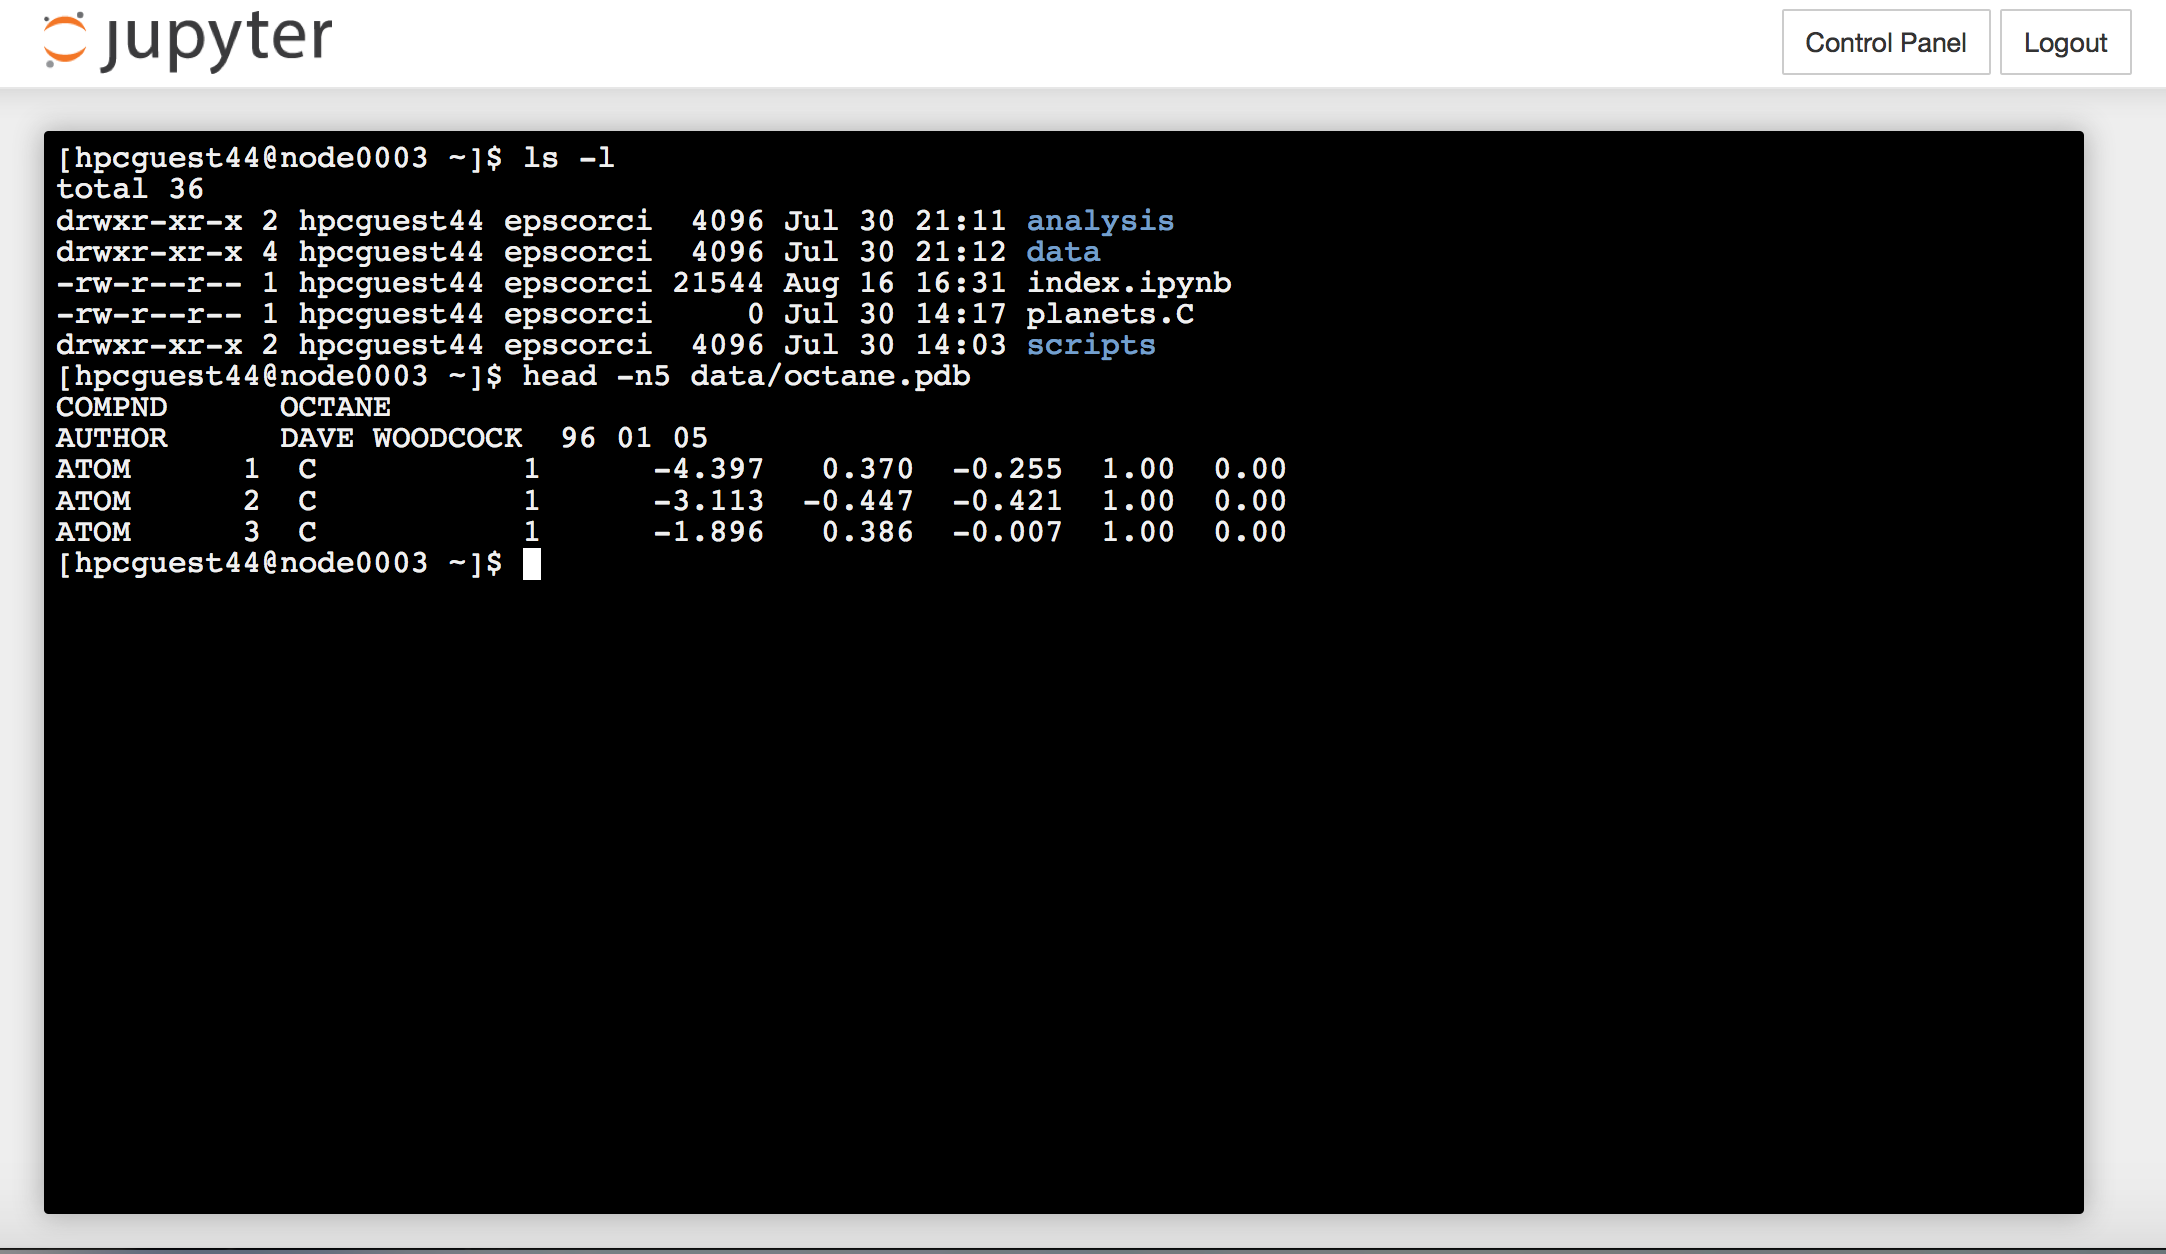 jupyter
Control Panel
Logout
[hpcguest44@node0003 ~]$ ls -l
total 36
drwxr-xr-x 2 hpcguest44 epscorci  4096 Jul 30 21:11 analysis
drwxr-xr-x 4 hpcguest44 epscorci  4096 Jul 30 21:12 data
-rw-r--r-- 1 hpcguest44 epscorci 21544 Aug 16 16:31 index.ipynb
-rw-r--r-- 1 hpcguest44 epscorci     0 Jul 30 14:17 planets.C
drwxr-xr-x 2 hpcguest44 epscorci  4096 Jul 30 14:03 scripts
[hpcguest44@node0003 ~]$ head -n5 data/octane.pdb
COMPND      OCTANE
AUTHOR      DAVE WOODCOCK  96 01 05
ATOM      1  C           1      -4.397   0.370  -0.255  1.00  0.00
ATOM      2  C           1      -3.113  -0.447  -0.421  1.00  0.00
ATOM      3  C           1      -1.896   0.386  -0.007  1.00  0.00
[hpcguest44@node0003 ~]$